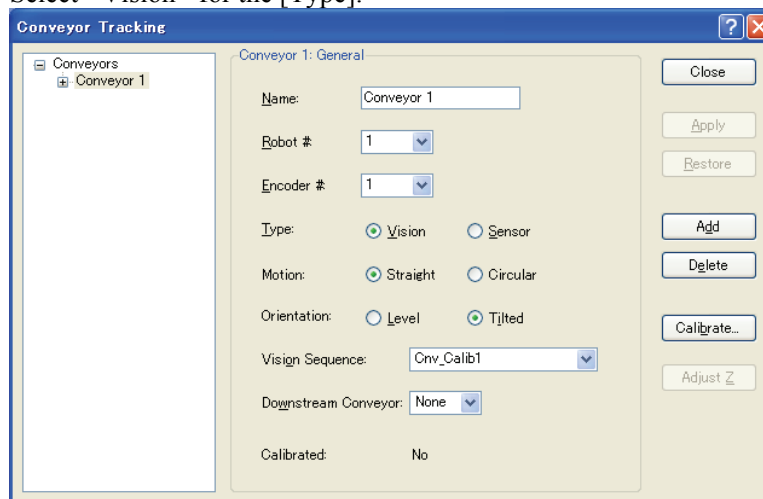 Select "Vision" for the [Type].
Conveyor Tracking
Conveyors
Conveyor 1
Conveyor 1: General
Name: Conveyor 1
Robot #: 1
Encoder #: 1
Type: Vision Sensor
Motion: Straight Circular
Orientation: Level Tilted
Vision Sequence: Cnv_Calib1
Downstream Conveyor: None
Calibrated: No
Close
Apply
Restore
Add
Delete
Calibrate...
Adjust Z